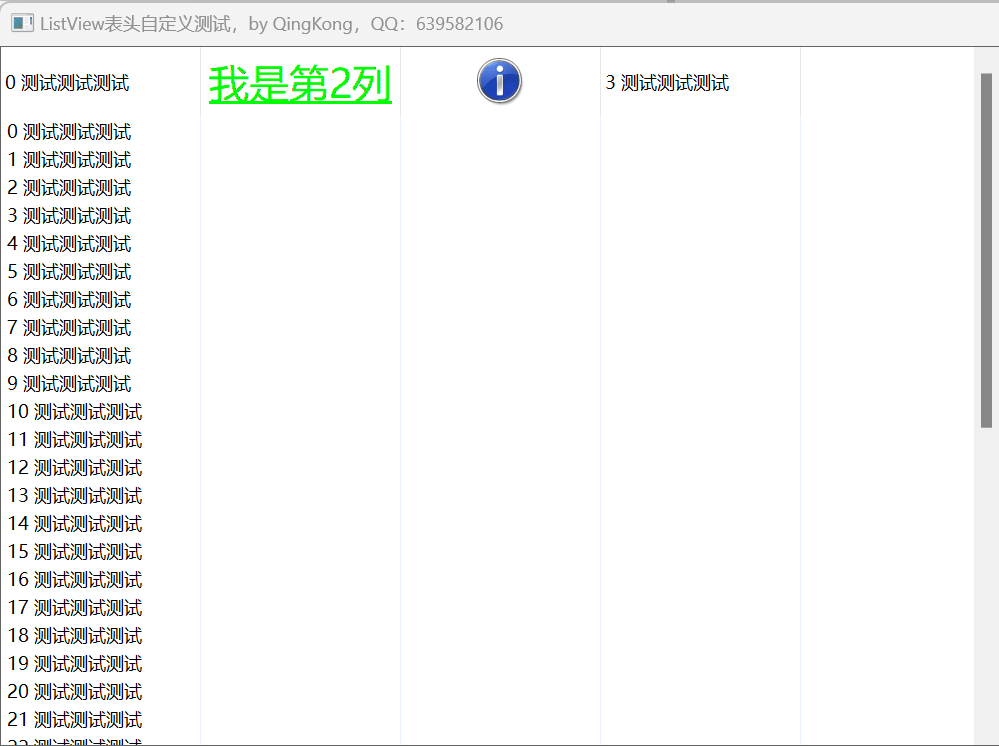 ListView表头自定义测试，by QingKong，QQ：639582106
0 测试测试测试 我是第2列 3 测试测试测试
0 测试测试测试
1 测试测试测试
2 测试测试测试
3 测试测试测试
4 测试测试测试
5 测试测试测试
6 测试测试测试
7 测试测试测试
8 测试测试测试
9 测试测试测试
10 测试测试测试
11 测试测试测试
12 测试测试测试
13 测试测试测试
14 测试测试测试
15 测试测试测试
16 测试测试测试
17 测试测试测试
18 测试测试测试
19 测试测试测试
20 测试测试测试
21 测试测试测试